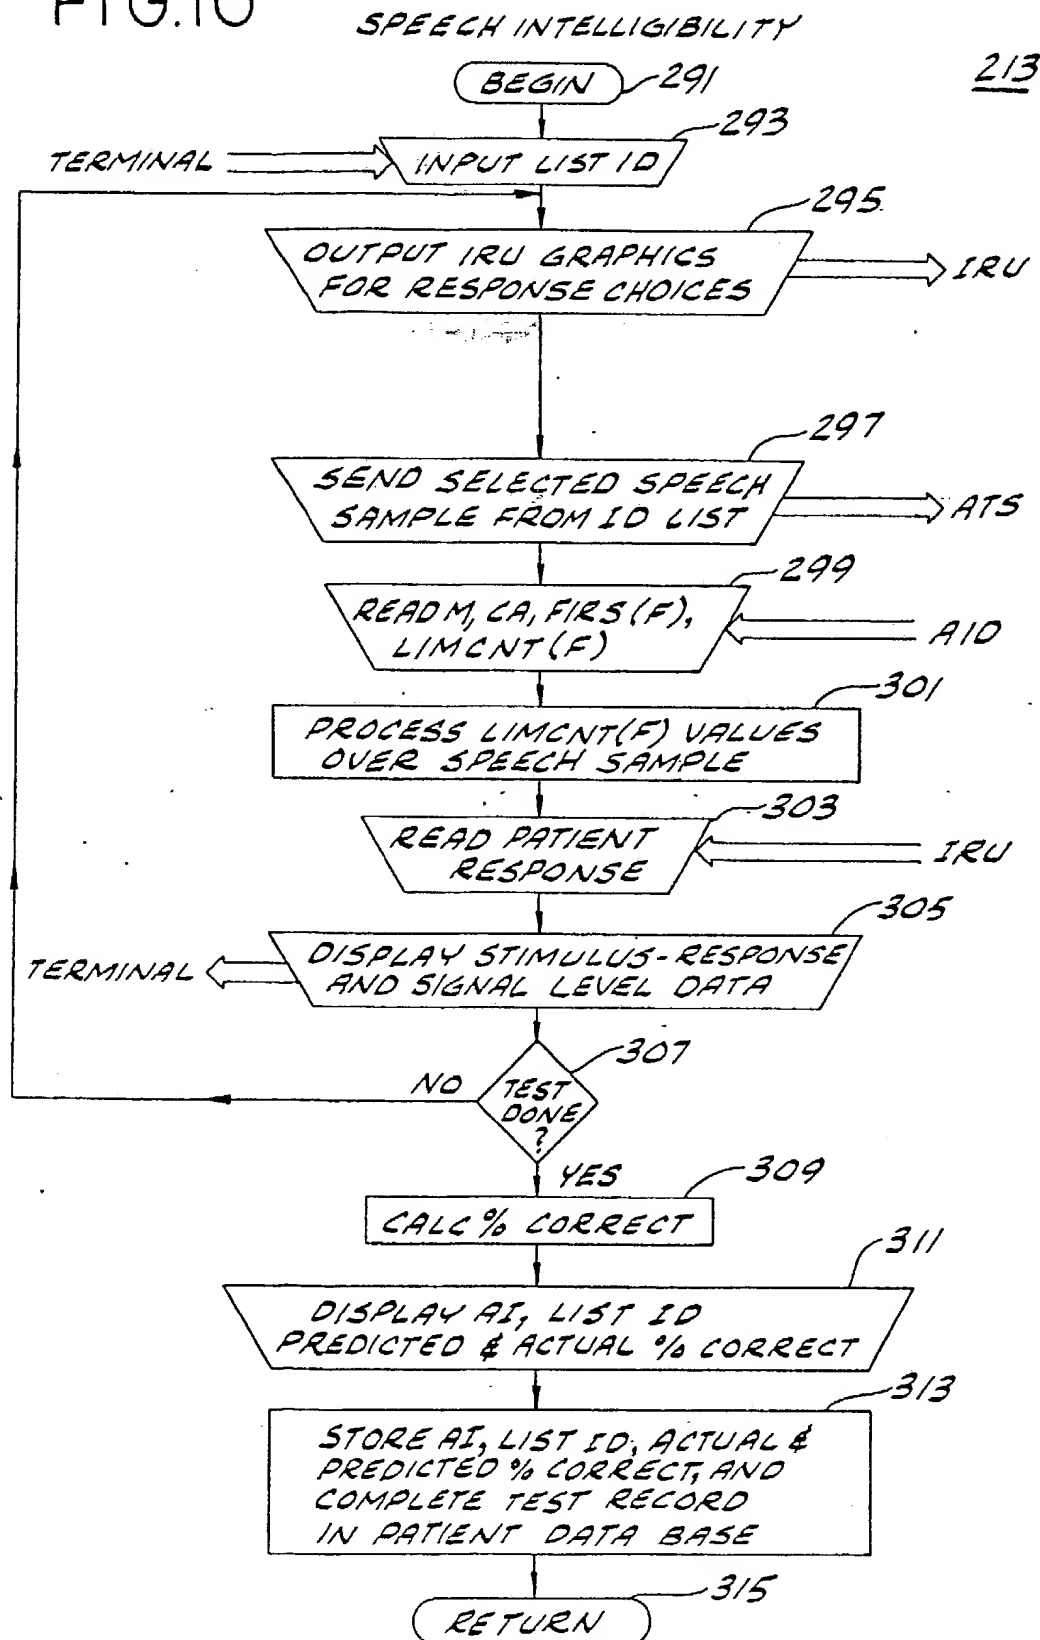 FIG.10
SPEECH INTELLIGIBILITY
213
BEGIN
291
293
TERMINAL
INPUT LIST ID
295
OUTPUT IRU GRAPHICS
FOR RESPONSE CHOICES
IRU
297
SEND SELECTED SPEECH
SAMPLE FROM ID LIST
ATS
299
READ M, CA, FIRS(F),
LIMCNT(F)
AID
301
PROCESS LIMCNT(F) VALUES
OVER SPEECH SAMPLE
303
READ PATIENT
RESPONSE
IRU
305
TERMINAL
DISPLAY STIMULUS-RESPONSE
AND SIGNAL LEVEL DATA
307
NO
TEST
DONE
?
YES
309
CALC % CORRECT
311
DISPLAY AI, LIST ID
PREDICTED & ACTUAL % CORRECT
313
STORE AI, LIST ID, ACTUAL &
PREDICTED % CORRECT, AND
COMPLETE TEST RECORD
IN PATIENT DATA BASE
315
RETURN